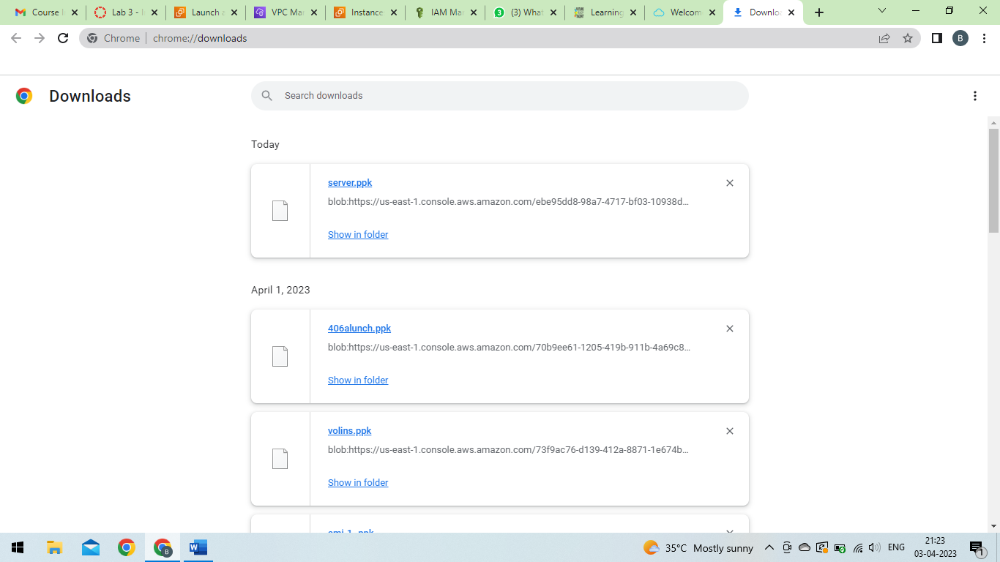 Course I
Lab 3 -
Launch a
VPC Ma
Instance
IAM Ma
(3) What
Learning
Welcom
Downlo
Chrome
chrome://downloads
B
Downloads
Search downloads
Today
server.ppk
blob:https://us-east-1.console.aws.amazon.com/ebe95dd8-98a7-4717-bf03-10938d…
Show in folder
April 1, 2023
406alunch.ppk
blob:https://us-east-1.console.aws.amazon.com/70b9ee61-1205-419b-911b-4a69c8…
Show in folder
volins.ppk
blob:https://us-east-1.console.aws.amazon.com/73f9ac76-d139-412a-8871-1e674b…
Show in folder
35°C Mostly sunny
ENG
21:23
03-04-2023
1